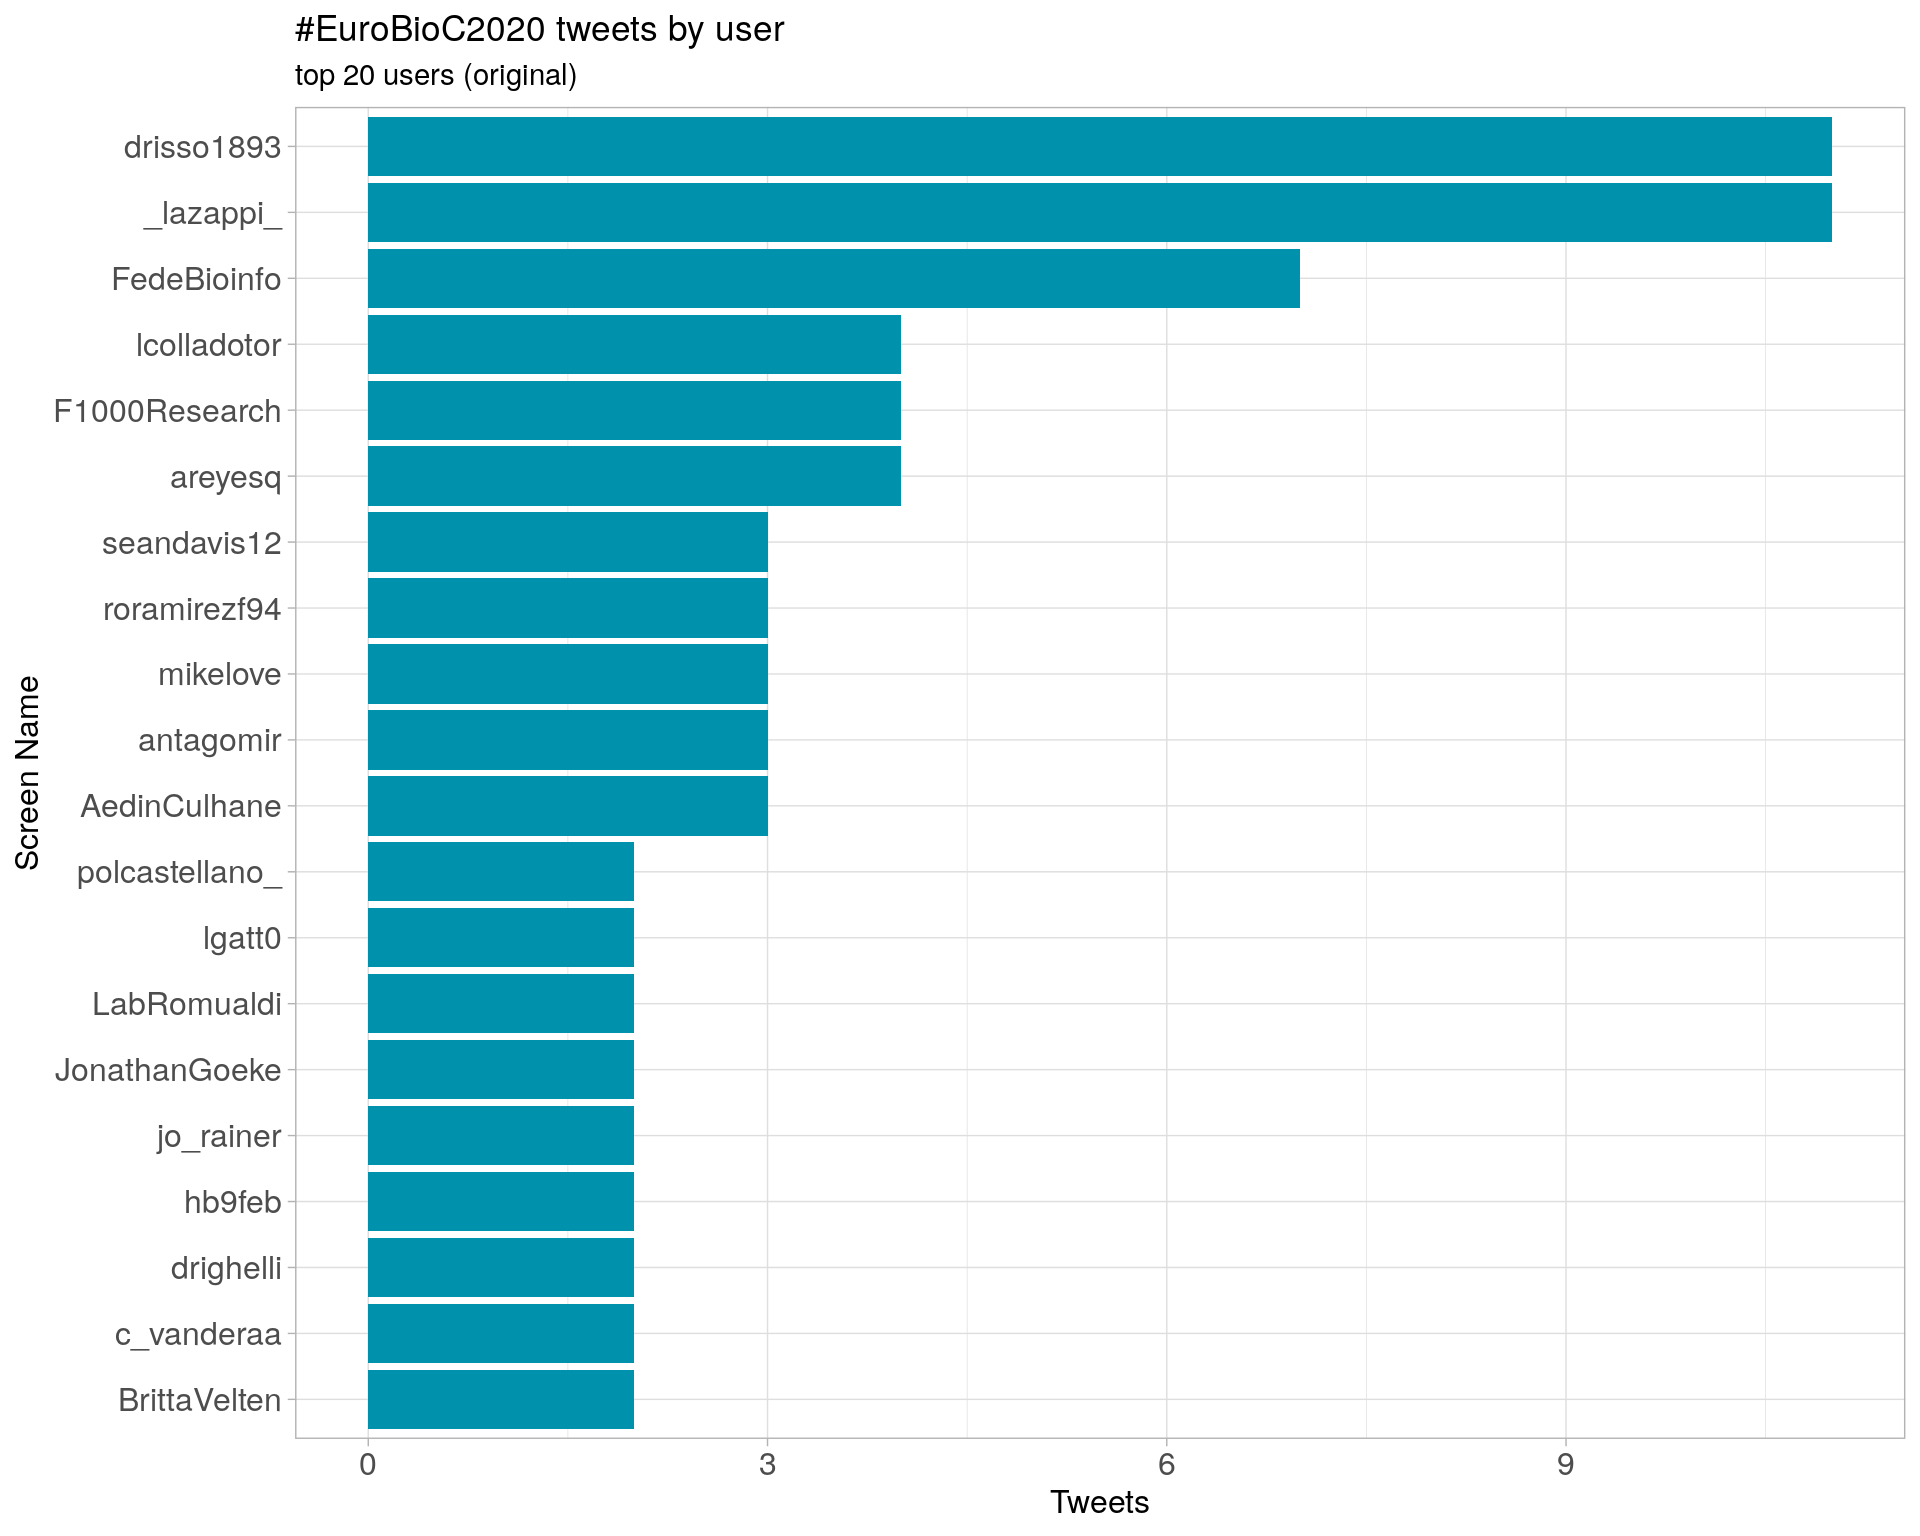 #EuroBioC2020 tweets by user
top 20 users (original)
drisso1893
_lazappi_
FedeBioinfo
lcolladotor
F1000Research
areyesq
seandavis12
roramirezf94
mikelove
antagomir
AedinCulhane
polcastellano_
lgatt0
LabRomualdi
JonathanGoeke
jo_rainer
hb9feb
drighelli
c_vanderaa
BrittaVelten
Screen Name
0 3 6 9
Tweets